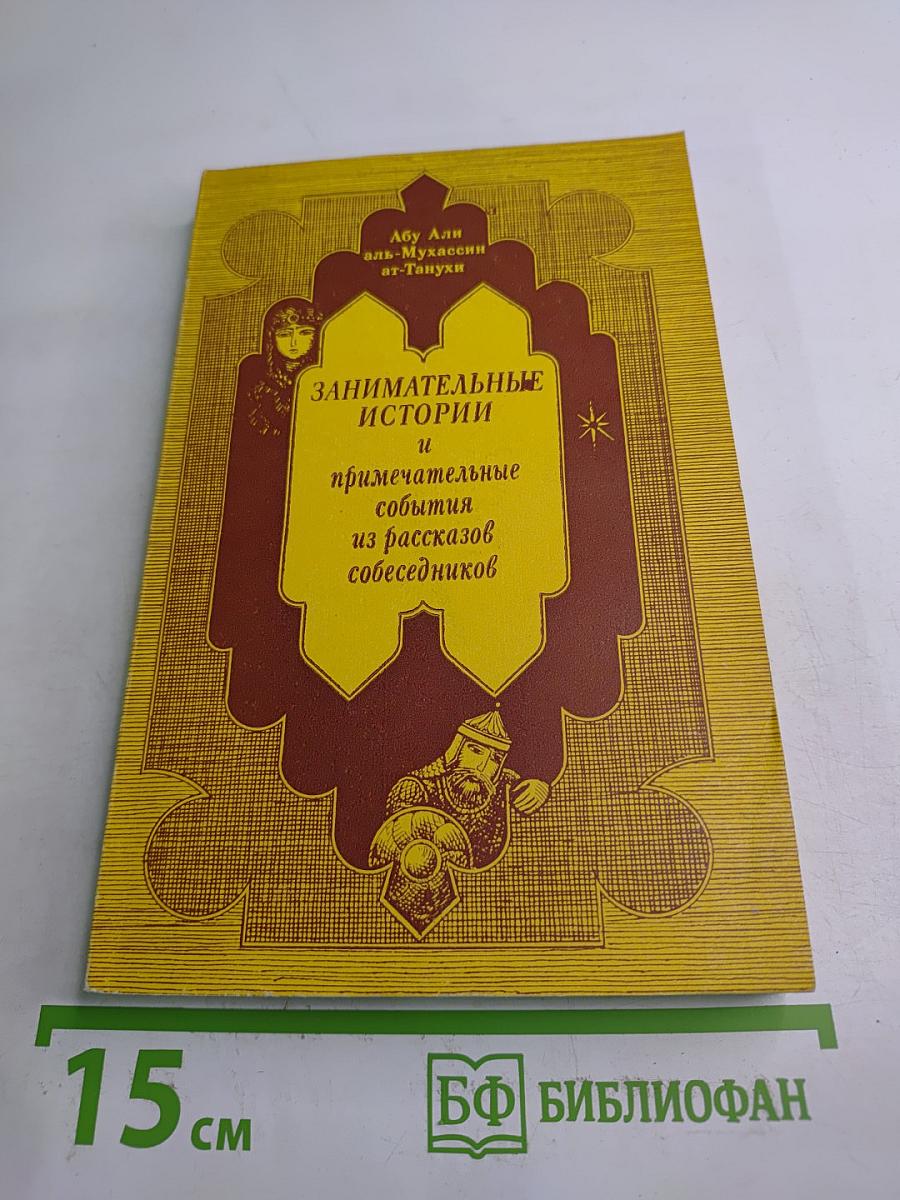 Абу Али
аль-Мухассин
ат-Танухи
ЗАНИМАТЕЛЬНЫЕ
ИСТОРИИ
и
примечательные
события
из рассказов
собеседников
15 см
БФ БИБЛИОФАН